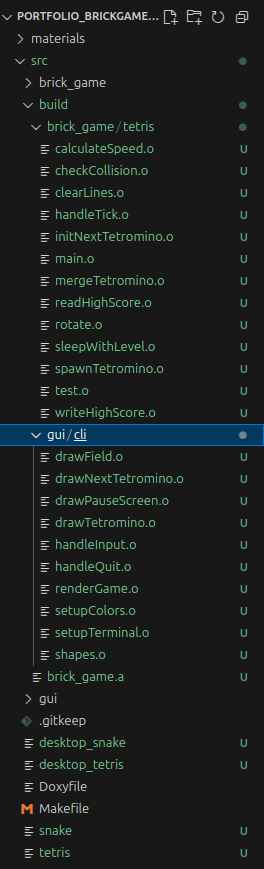 PORTFOLIO_BRICKGAME...
materials
src
brick_game
build
brick_game/tetris
calculateSpeed.o U
checkCollision.o U
clearLines.o U
handleTick.o U
initNextTetromino.o U
main.o U
mergeTetromino.o U
readHighScore.o U
rotate.o U
sleepWithLevel.o U
spawnTetromino.o U
test.o U
writeHighScore.o U
gui/cli
drawField.o U
drawNextTetromino.o U
drawPauseScreen.o U
drawTetromino.o U
handleInput.o U
handleQuit.o U
renderGame.o U
setupColors.o U
setupTerminal.o U
shapes.o U
brick_game.a U
gui
.gitkeep
desktop_snake U
desktop_tetris U
Doxyfile
M Makefile
snake U
tetris U